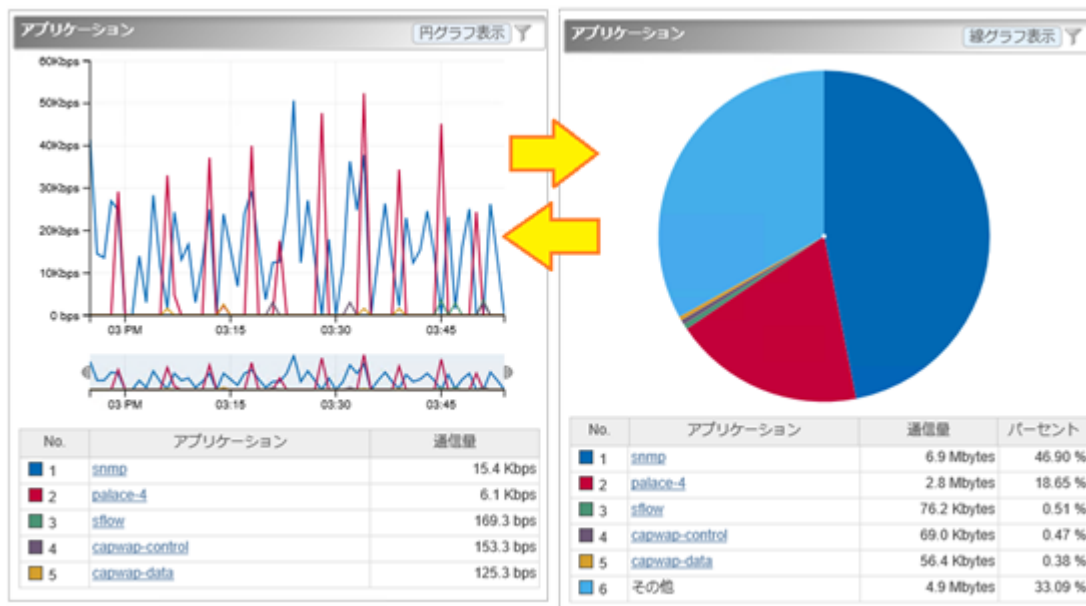 アプリケーション 円グラフ表示
60Kbps
50Kbps
40Kbps
30Kbps
20Kbps
10Kbps
0 bps
03 PM 03:15 03:30 03:45
03 PM 03:15 03:30 03:45
No. アプリケーション 通信量
1 snmp 15.4 Kbps
2 palace-4 6.1 Kbps
3 sflow 169.3 bps
4 capwap-control 153.3 bps
5 capwap-data 125.3 bps
アプリケーション 線グラフ表示
No. アプリケーション 通信量 パーセント
1 snmp 6.9 Mbytes 46.90 %
2 palace-4 2.8 Mbytes 18.65 %
3 sflow 76.2 Kbytes 0.51 %
4 capwap-control 69.0 Kbytes 0.47 %
5 capwap-data 56.4 Kbytes 0.38 %
6 その他 4.9 Mbytes 33.09 %